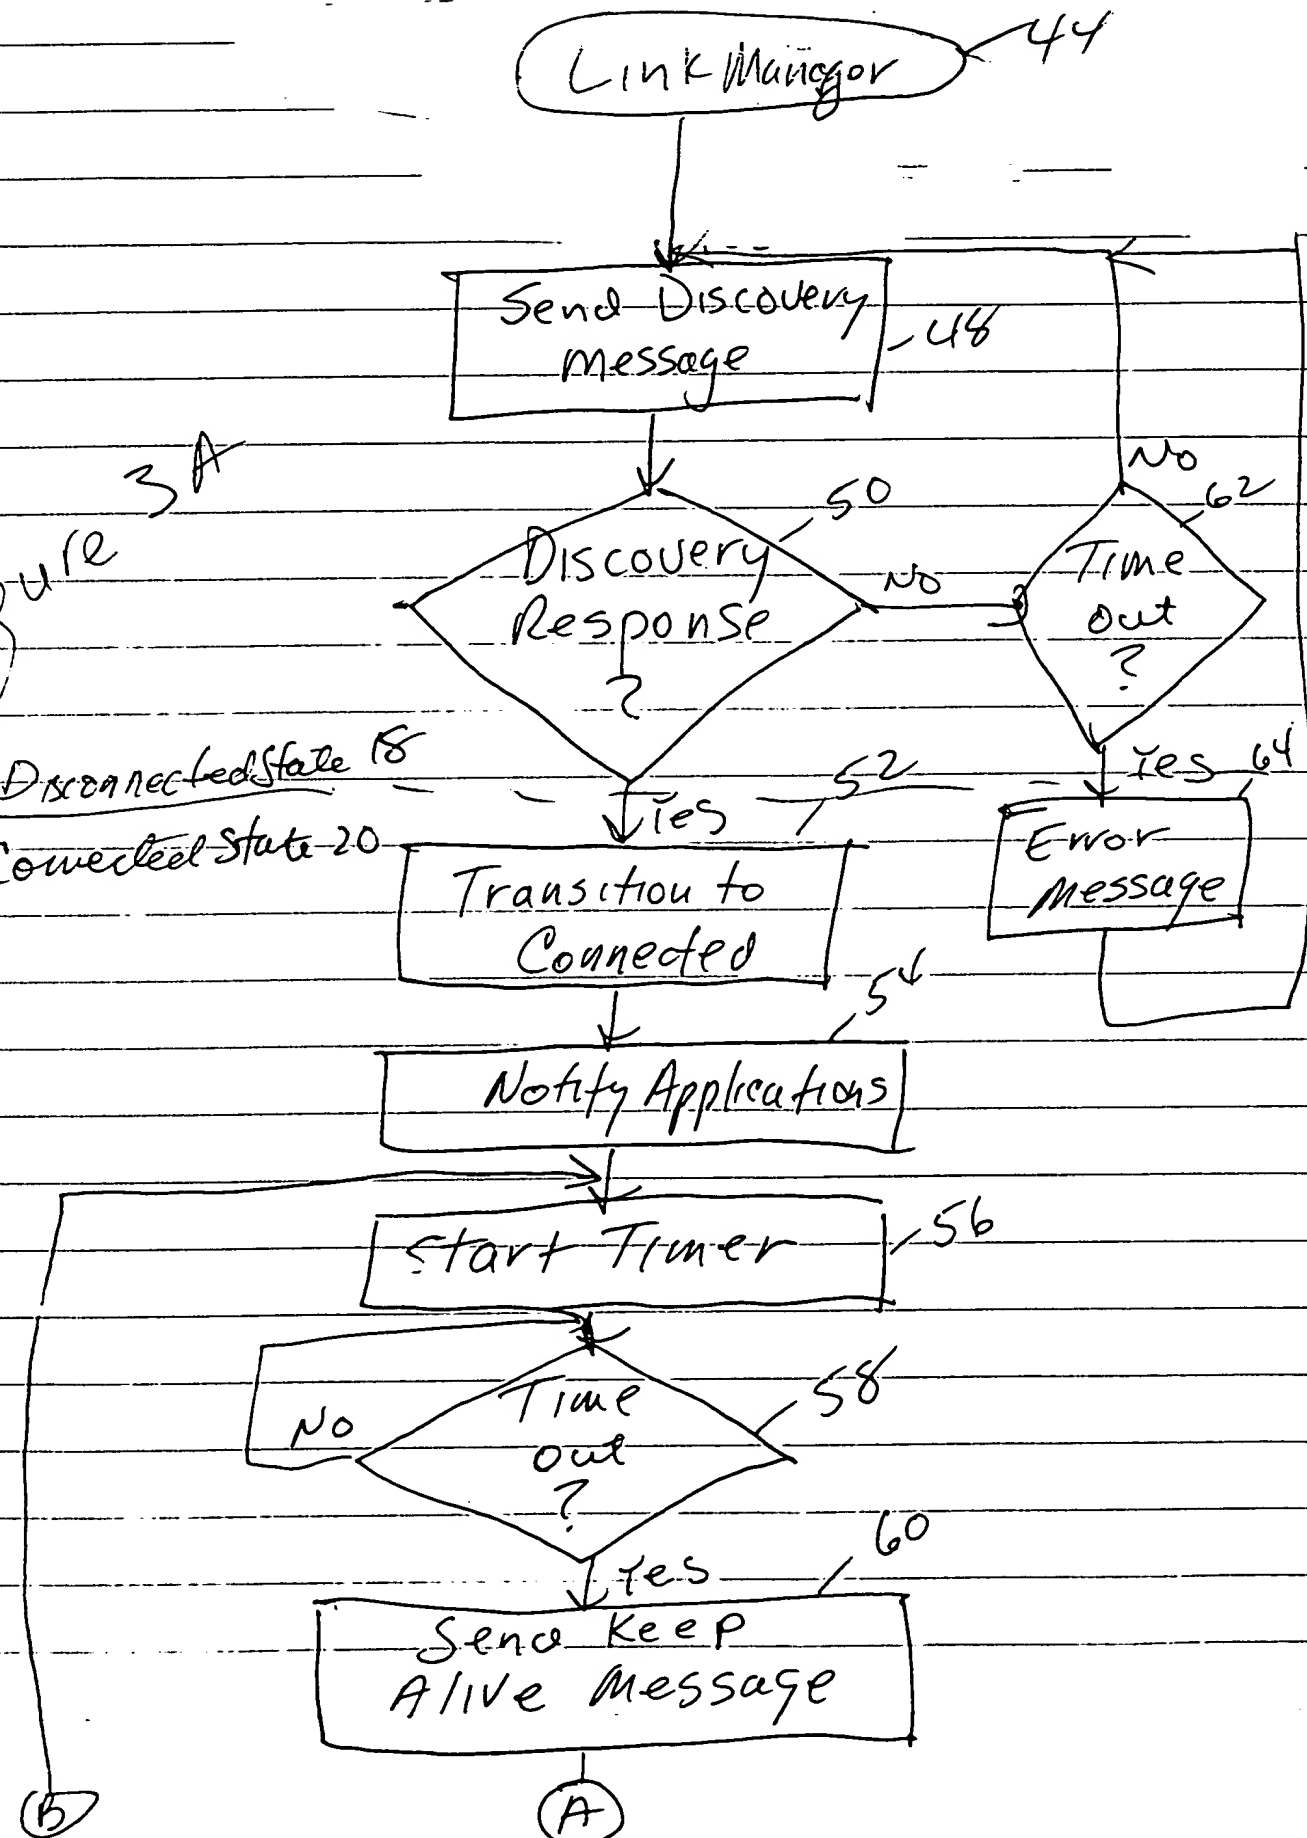 Link Manager
44
Send Discovery
Message
48
3A
No
50
62
Discovery
Response
?
No
Time
out
?
Disconnected State 18
Connected State 20
Yes
52
Yes
64
Transition to
Connected
Error
Message
54
Notify Applications
Start Timer
56
Time
out
?
58
No
Yes
60
Send Keep
Alive Message
B
A